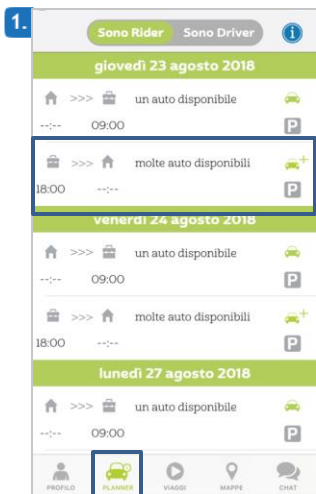 1.
Sono Rider Sono Driver i
giovedì 23 agosto 2018
>>> un auto disponibile
--:-- 09:00 P
>>> molte auto disponibili +
18:00 --:-- P
venerdì 24 agosto 2018
>>> un auto disponibile
--:-- 09:00 P
>>> molte auto disponibili +
18:00 --:-- P
lunedì 27 agosto 2018
>>> un auto disponibile
--:-- 09:00 P
PROFILO PLANNER VIAGGI MAPPE CHAT